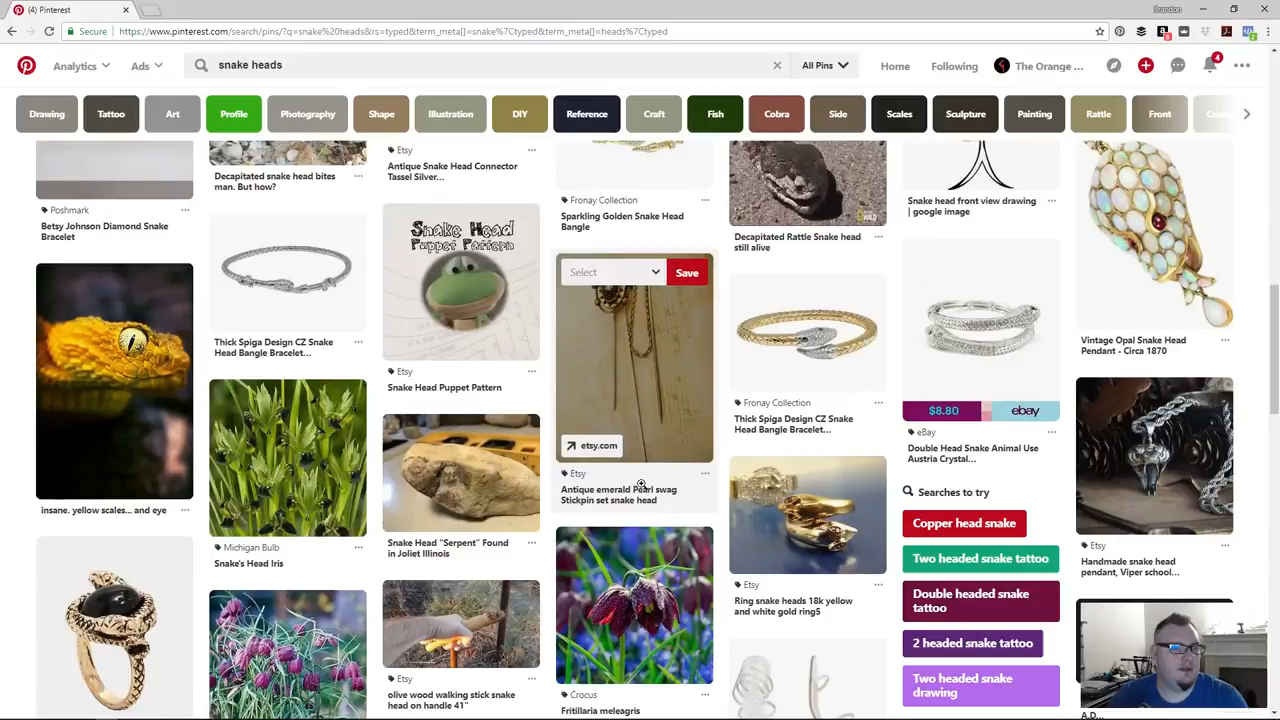 (4) Pinterest
Brandon
Secure
https://www.pinterest.com/search/pins/?q=snake%20heads&rs=typed&term_meta[]=snake%7Ctyped&term_meta[]=heads%7Ctyped
Analytics
Ads
snake heads
All Pins
Home
Following
The Orange ...
4
Drawing
Tattoo
Art
Profile
Photography
Shape
Illustration
DIY
Reference
Craft
Fish
Cobra
Side
Scales
Sculpture
Painting
Rattle
Front
Poshmark
Betsy Johnson Diamond Snake
Bracelet
insane. yellow scales... and eye
Decapitated snake head bites
man. But how?
Thick Spiga Design CZ Snake
Head Bangle Bracelet...
Michigan Bulb
Snake's Head Iris
Etsy
Antique Snake Head Connector
Tassel Silver...
Snake Head
Puppet Pattern
Etsy
Snake Head Puppet Pattern
Snake Head "Serpent" Found
in Joliet Illinois
Etsy
olive wood walking stick snake
head on handle 41"
Fronay Collection
Sparkling Golden Snake Head
Bangle
Select
Save
etsy.com
Etsy
Antique emerald Pearl swag
Stickpin set snake head
Crocus
Fritillaria meleagris
WILD
Decapitated Rattle Snake head
still alive
Fronay Collection
Thick Spiga Design CZ Snake
Head Bangle Bracelet...
Etsy
Ring snake heads 18k yellow
and white gold ring5
Snake head front view drawing
| google image
$8.80
ebay
eBay
Double Head Snake Animal Use
Austria Crystal...
Searches to try
Copper head snake
Two headed snake tattoo
Double headed snake
tattoo
2 headed snake tattoo
Two headed snake
drawing
Vintage Opal Snake Head
Pendant - Circa 1870
Etsy
Handmade snake head
pendant, Viper school...